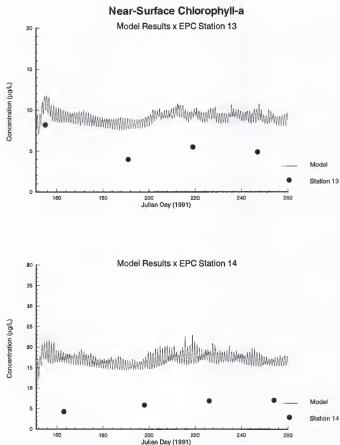 Near-Surface Chlorophyll-a
Model Results x EPC Station 13
Concentration (µg/L)
20
15
10
5
0
160
180
200
220
240
260
Julian Day (1991)
Model
Station 13
Model Results x EPC Station 14
Concentration (µg/L)
40
35
30
25
20
15
10
5
0
160
180
200
220
240
260
Julian Day (1991)
Model
Station 14